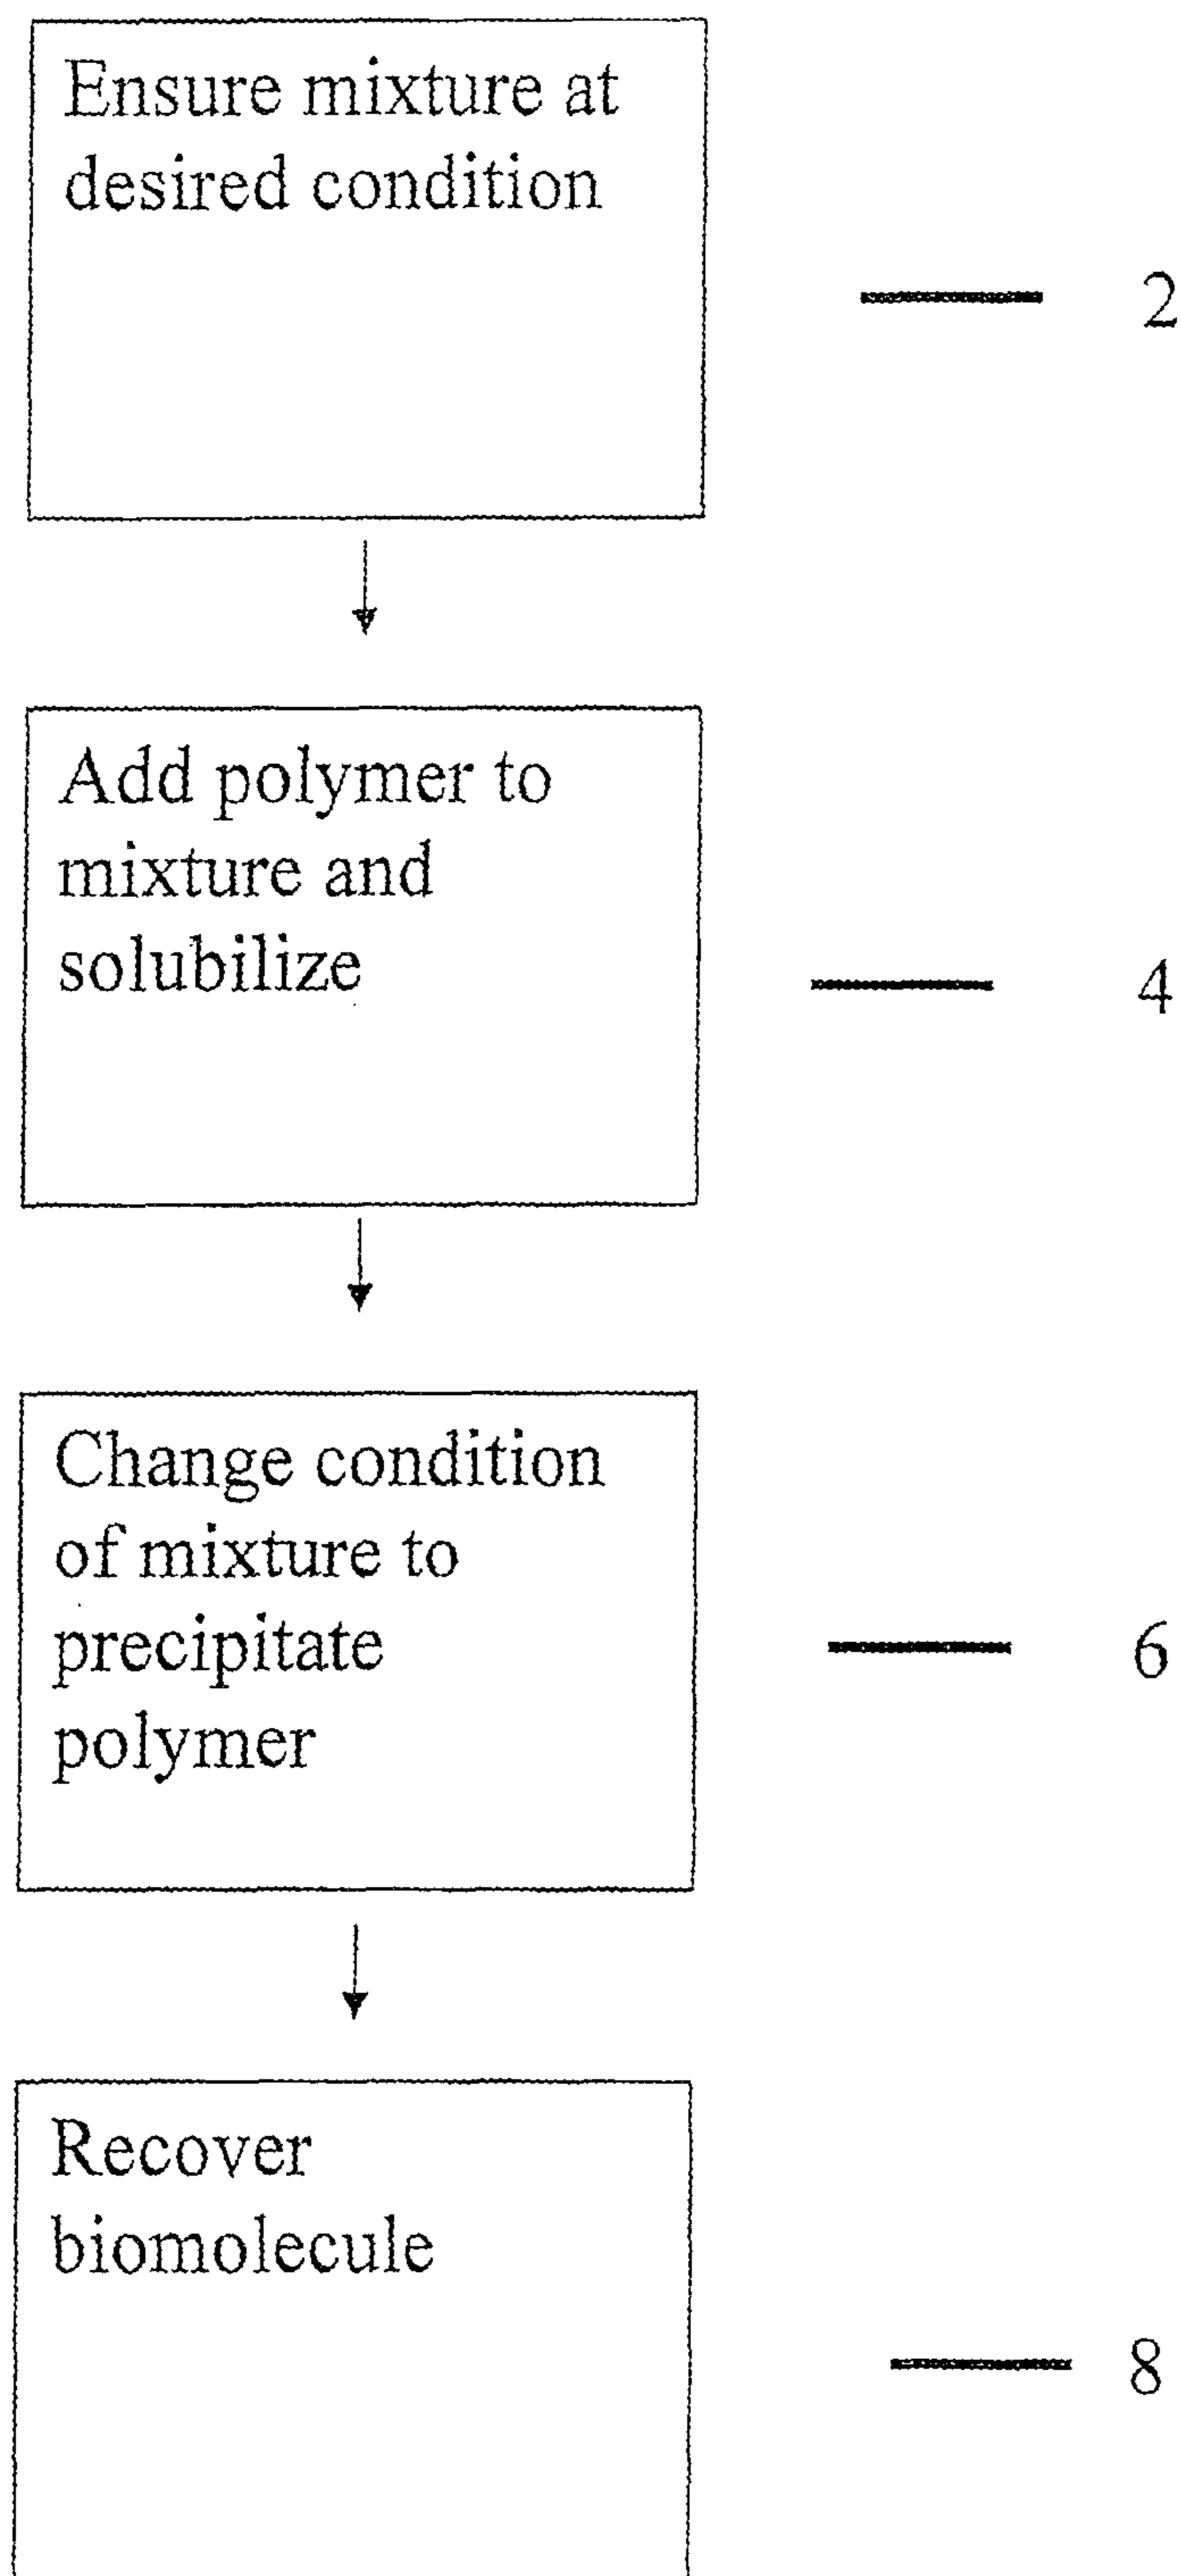 Ensure mixture at
desired condition
2
Add polymer to
mixture and
solubilize
4
Change condition
of mixture to
precipitate
polymer
6
Recover
biomolecule
8